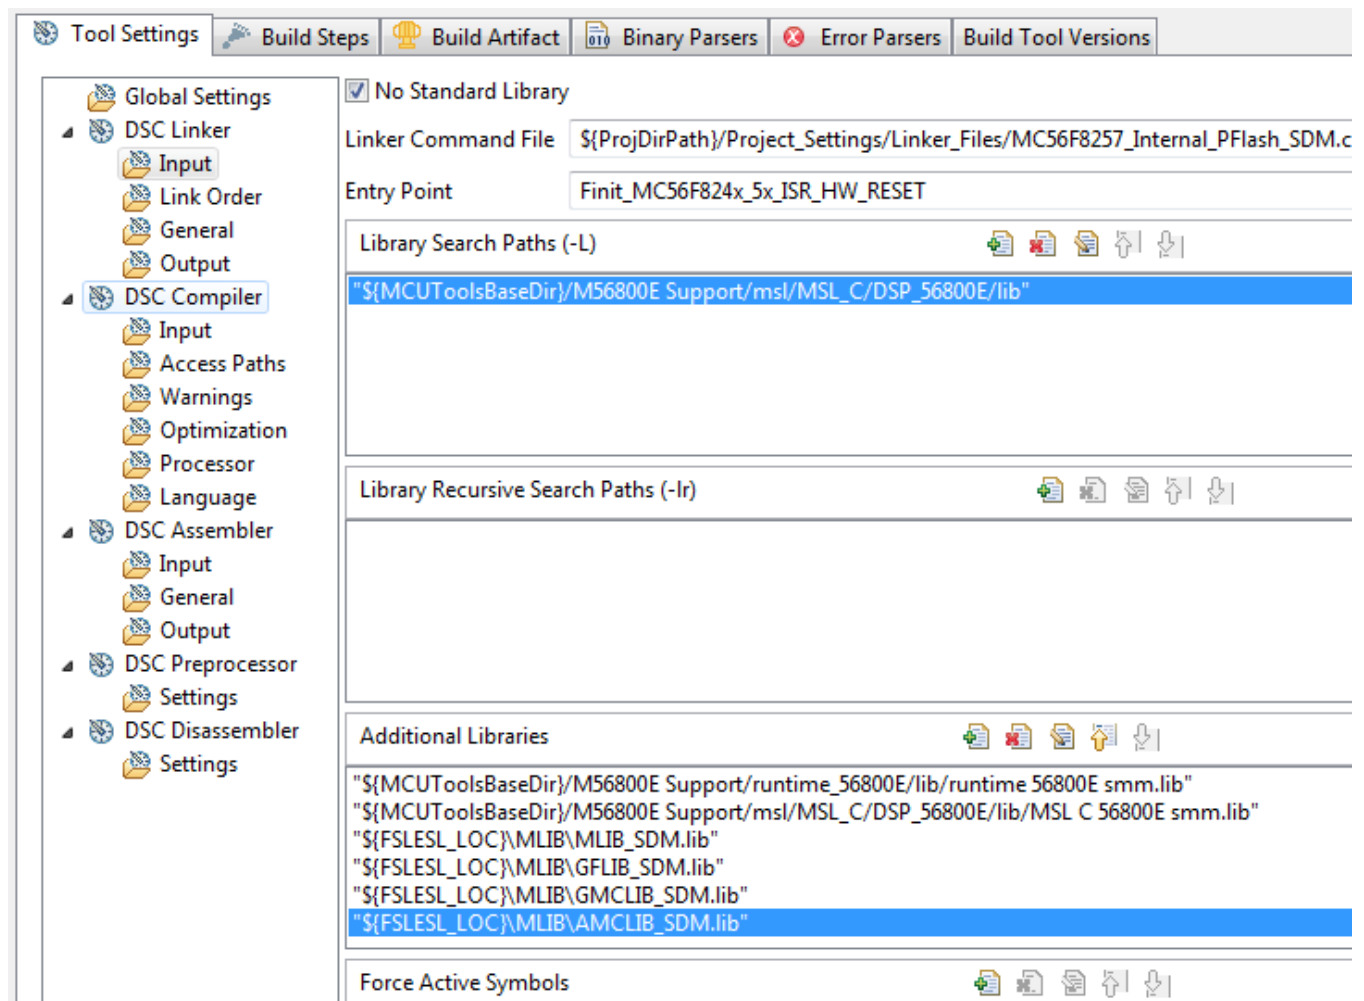 Tool Settings
Build Steps
Build Artifact
Binary Parsers
Error Parsers
Build Tool Versions
Global Settings
DSC Linker
Input
Link Order
General
Output
DSC Compiler
Input
Access Paths
Warnings
Optimization
Processor
Language
DSC Assembler
Input
General
Output
DSC Preprocessor
Settings
DSC Disassembler
Settings
No Standard Library
Linker Command File
${ProjDirPath}/Project_Settings/Linker_Files/MC56F8257_Internal_PFlash_SDM.c
Entry Point
Finit_MC56F824x_5x_ISR_HW_RESET
Library Search Paths (-L)
"${MCUToolsBaseDir}/M56800E Support/msl/MSL_C/DSP_56800E/lib"
Library Recursive Search Paths (-lr)
Additional Libraries
"${MCUToolsBaseDir}/M56800E Support/runtime_56800E/lib/runtime 56800E smm.lib"
"${MCUToolsBaseDir}/M56800E Support/msl/MSL_C/DSP_56800E/lib/MSL C 56800E smm.lib"
"${FSLESL_LOC}\MLIB\MLIB_SDM.lib"
"${FSLESL_LOC}\MLIB\GFLIB_SDM.lib"
"${FSLESL_LOC}\MLIB\GMCLIB_SDM.lib"
"${FSLESL_LOC}\MLIB\AMCLIB_SDM.lib"
Force Active Symbols